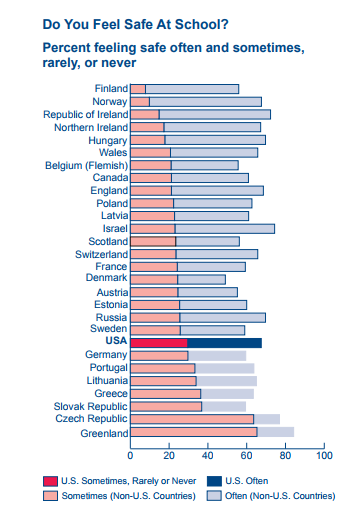 Do You Feel Safe At School?
Percent feeling safe often and sometimes,
rarely, or never
Finland
Norway
Republic of Ireland
Northern Ireland
Hungary
Wales
Belgium (Flemish)
Canada
England
Poland
Latvia
Israel
Scotland
Switzerland
France
Denmark
Austria
Estonia
Russia
Sweden
USA
Germany
Portugal
Lithuania
Greece
Slovak Republic
Czech Republic
Greenland
0 20 40 60 80 100
U.S. Sometimes, Rarely or Never U.S. Often
Sometimes (Non-U.S. Countries) Often (Non-U.S. Countries)